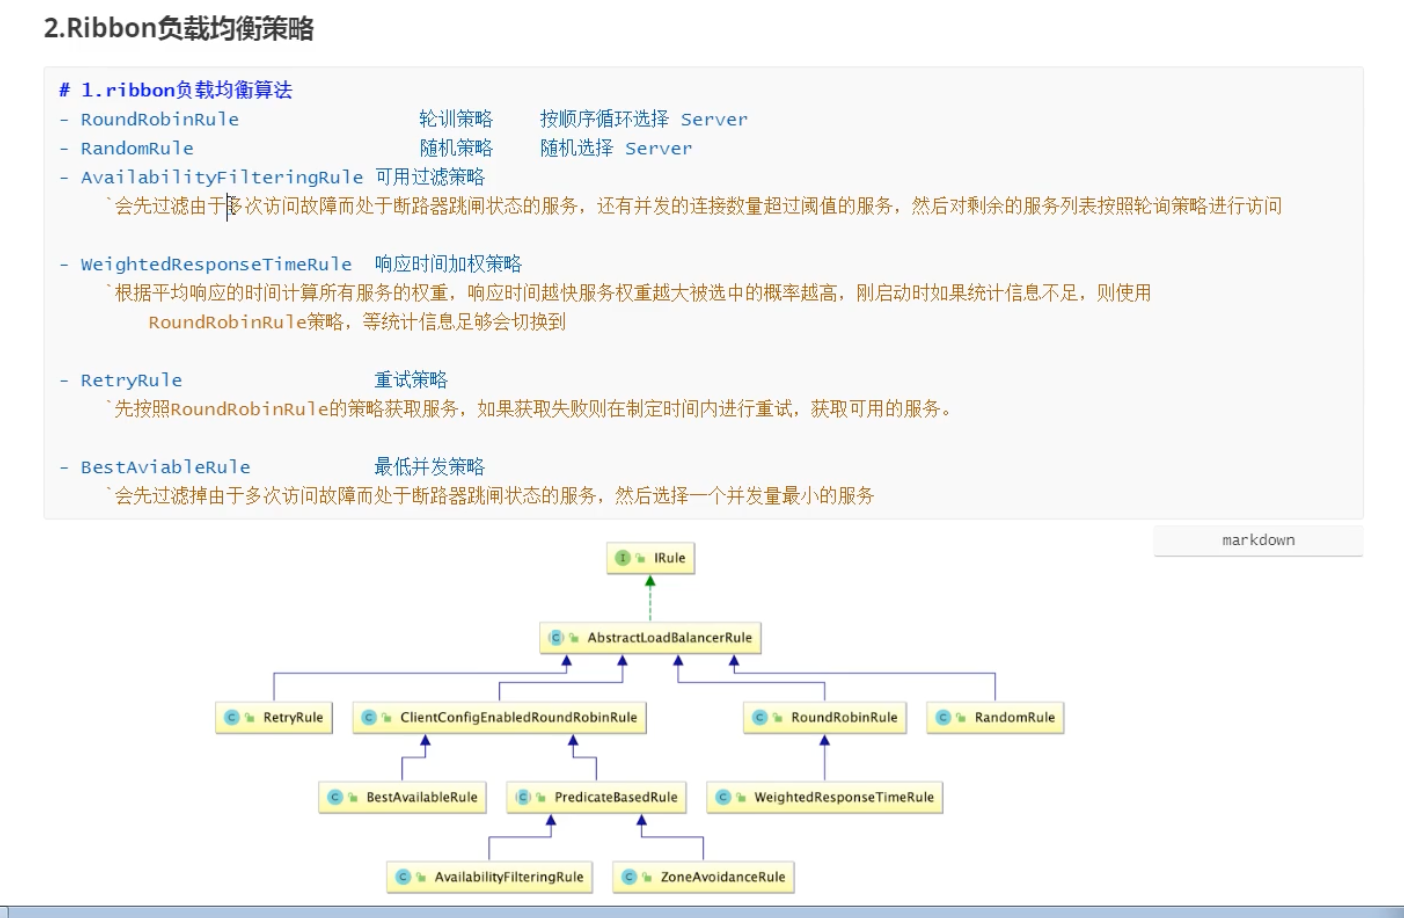 2.Ribbon负载均衡策略
# 1.ribbon负载均衡算法
- RoundRobinRule 轮训策略 按顺序循环选择 Server
- RandomRule 随机策略 随机选择 Server
- AvailabilityFilteringRule 可用过滤策略
`会先过滤由于多次访问故障而处于断路器跳闸状态的服务，还有并发的连接数量超过阈值的服务，然后对剩余的服务列表按照轮询策略进行访问
- WeightedResponseTimeRule 响应时间加权策略
`根据平均响应的时间计算所有服务的权重，响应时间越快服务权重越大被选中的概率越高，刚启动时如果统计信息不足，则使用
RoundRobinRule策略，等统计信息足够会切换到
- RetryRule 重试策略
`先按照RoundRobinRule的策略获取服务，如果获取失败则在制定时间内进行重试，获取可用的服务。
- BestAviableRule 最低并发策略
`会先过滤掉由于多次访问故障而处于断路器跳闸状态的服务，然后选择一个并发量最小的服务
markdown
I IRule
C AbstractLoadBalancerRule
C RetryRule
C ClientConfigEnabledRoundRobinRule
C RoundRobinRule
C RandomRule
C BestAvailableRule
C PredicateBasedRule
C WeightedResponseTimeRule
C AvailabilityFilteringRule
C ZoneAvoidanceRule